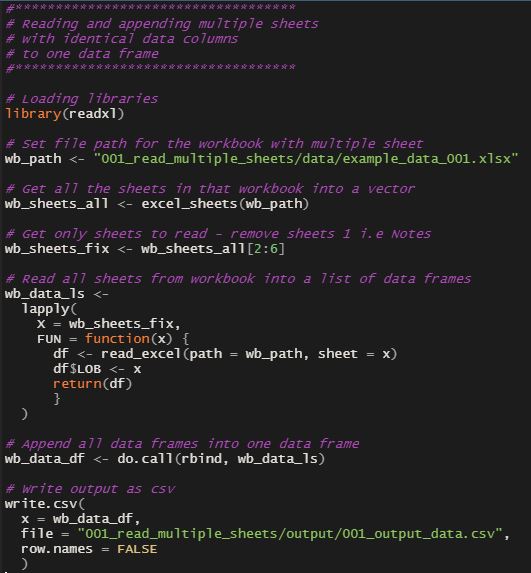 #***********************************
# Reading and appending multiple sheets
# with identical data columns
# to one data frame
#***********************************
# Loading libraries
library(readxl)
# Set file path for the workbook with multiple sheet
wb_path <- "001_read_multiple_sheets/data/example_data_001.xlsx"
# Get all the sheets in that workbook into a vector
wb_sheets_all <- excel_sheets(wb_path)
# Get only sheets to read - remove sheets 1 i.e Notes
wb_sheets_fix <- wb_sheets_all[2:6]
# Read all sheets from workbook into a list of data frames
wb_data_ls <-
  lapply(
    X = wb_sheets_fix,
    FUN = function(x) {
      df <- read_excel(path = wb_path, sheet = x)
      df$LOB <- x
      return(df)
      }
  )
# Append all data frames into one data frame
wb_data_df <- do.call(rbind, wb_data_ls)
# Write output as csv
write.csv(
  x = wb_data_df,
  file = "001_read_multiple_sheets/output/001_output_data.csv",
  row.names = FALSE
  )